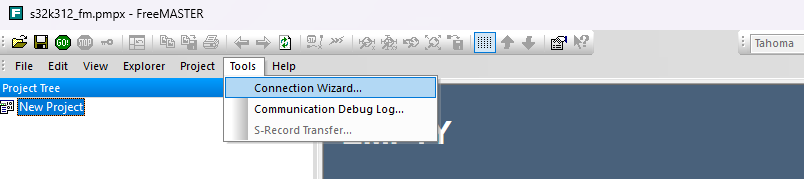 s32k312_fm.pmpx - FreeMASTER
Tahoma
File Edit View Explorer Project Tools Help
Project Tree
Connection Wizard...
New Project
Communication Debug Log...
S-Record Transfer...